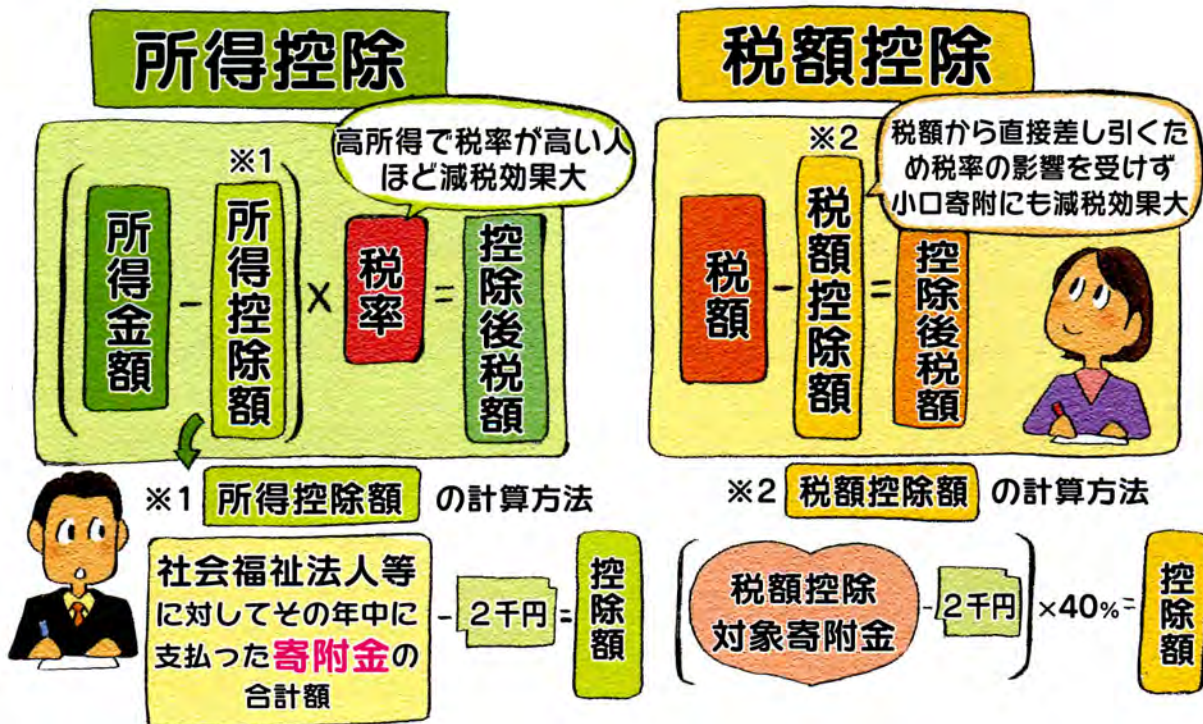 所得控除
高所得で税率が高い人
ほど減税効果大
※1
(所得金額 - 所得控除額) × 税率 = 控除後税額
※1 所得控除額 の計算方法
社会福祉法人等
に対してその年中に
支払った寄附金の
合計額
- 2千円 = 控除額
税額控除
税額から直接差し引くた
め税率の影響を受けず
小口寄附にも減税効果大
※2
税額 - 税額控除額 = 控除後税額
※2 税額控除額 の計算方法
(税額控除
対象寄附金
- 2千円) ×40% = 控除額